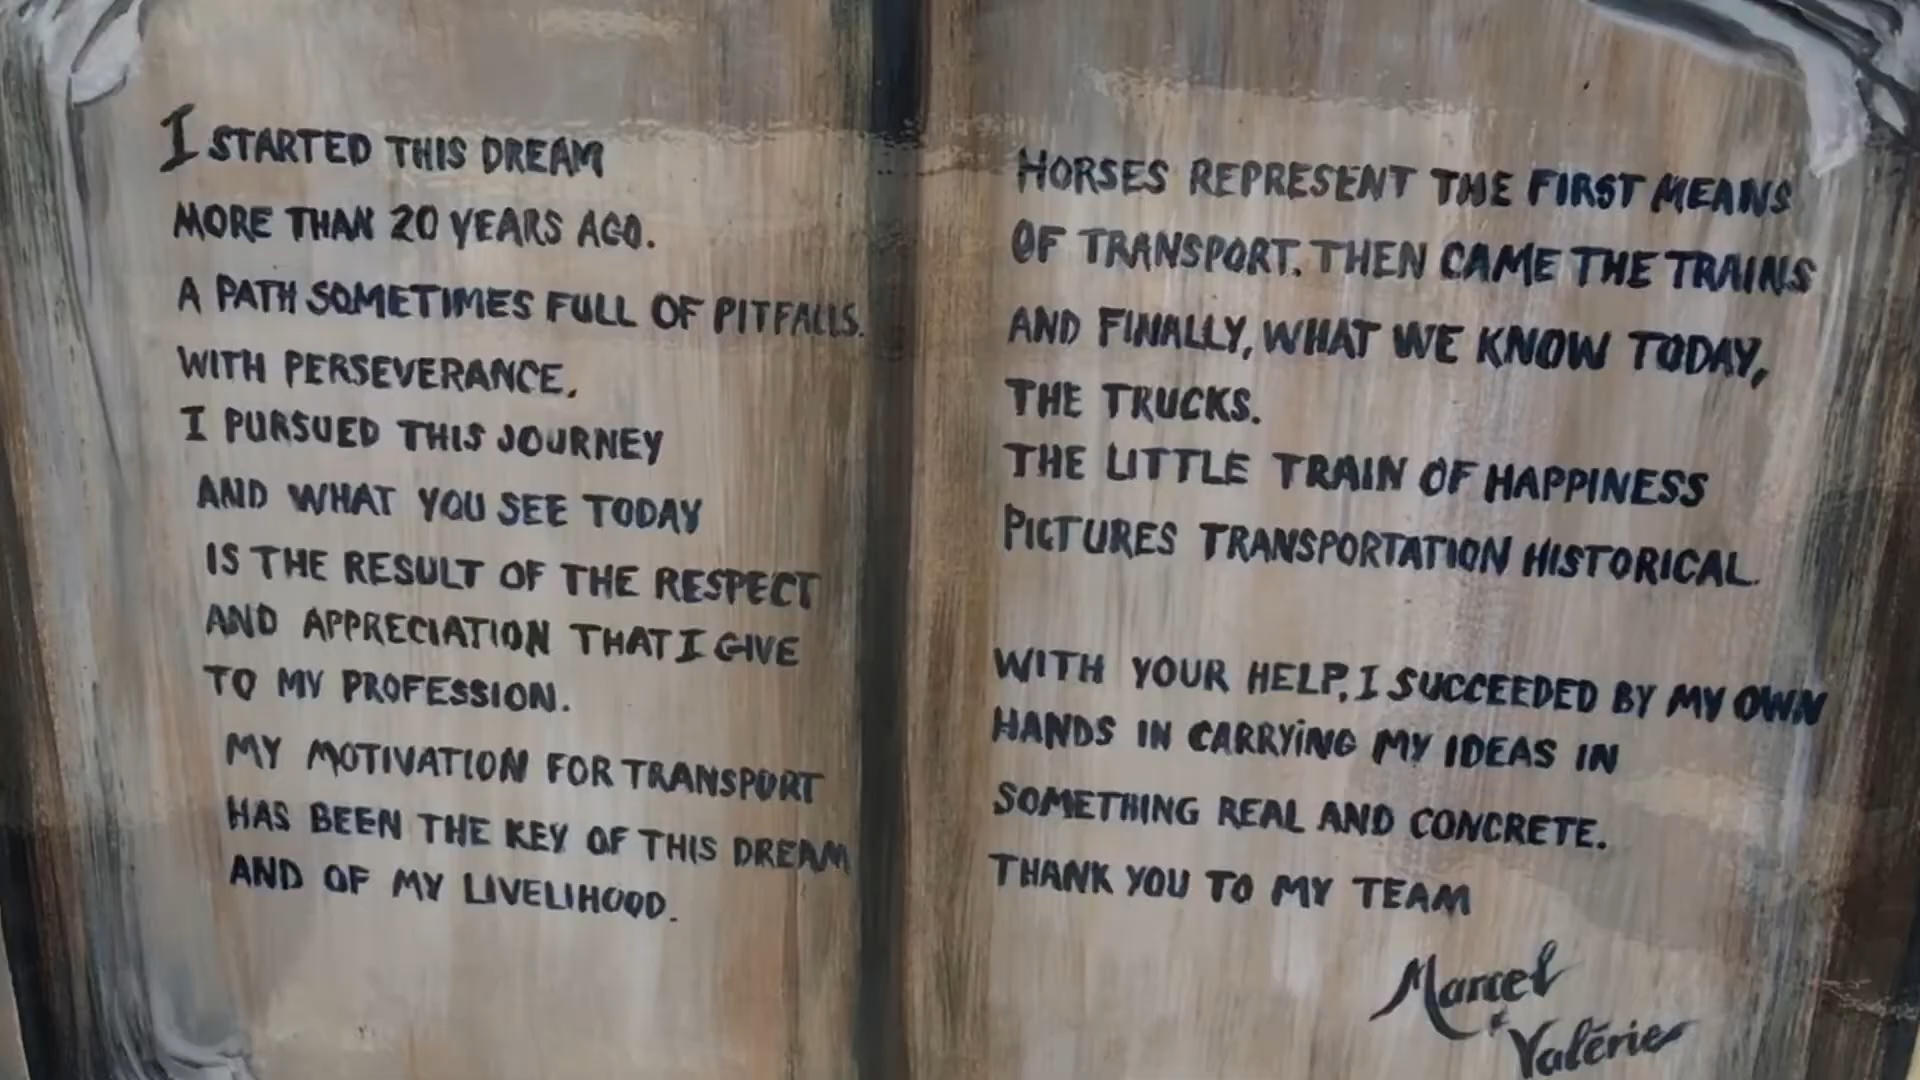 I STARTED THIS DREAM
MORE THAN 20 YEARS AGO.
A PATH SOMETIMES FULL OF PITFALLS.
WITH PERSEVERANCE,
I PURSUED THIS JOURNEY
AND WHAT YOU SEE TODAY
IS THE RESULT OF THE RESPECT
AND APPRECIATION THAT I GIVE
TO MY PROFESSION.
MY MOTIVATION FOR TRANSPORT
HAS BEEN THE KEY OF THIS DREAM
AND OF MY LIVELIHOOD.
HORSES REPRESENT THE FIRST MEANS
OF TRANSPORT. THEN CAME THE TRAINS
AND FINALLY, WHAT WE KNOW TODAY,
THE TRUCKS.
THE LITTLE TRAIN OF HAPPINESS
PICTURES TRANSPORTATION HISTORICAL.
WITH YOUR HELP, I SUCCEEDED BY MY OWN
HANDS IN CARRYING MY IDEAS IN
SOMETHING REAL AND CONCRETE.
THANK YOU TO MY TEAM
Marcel
& Valérie